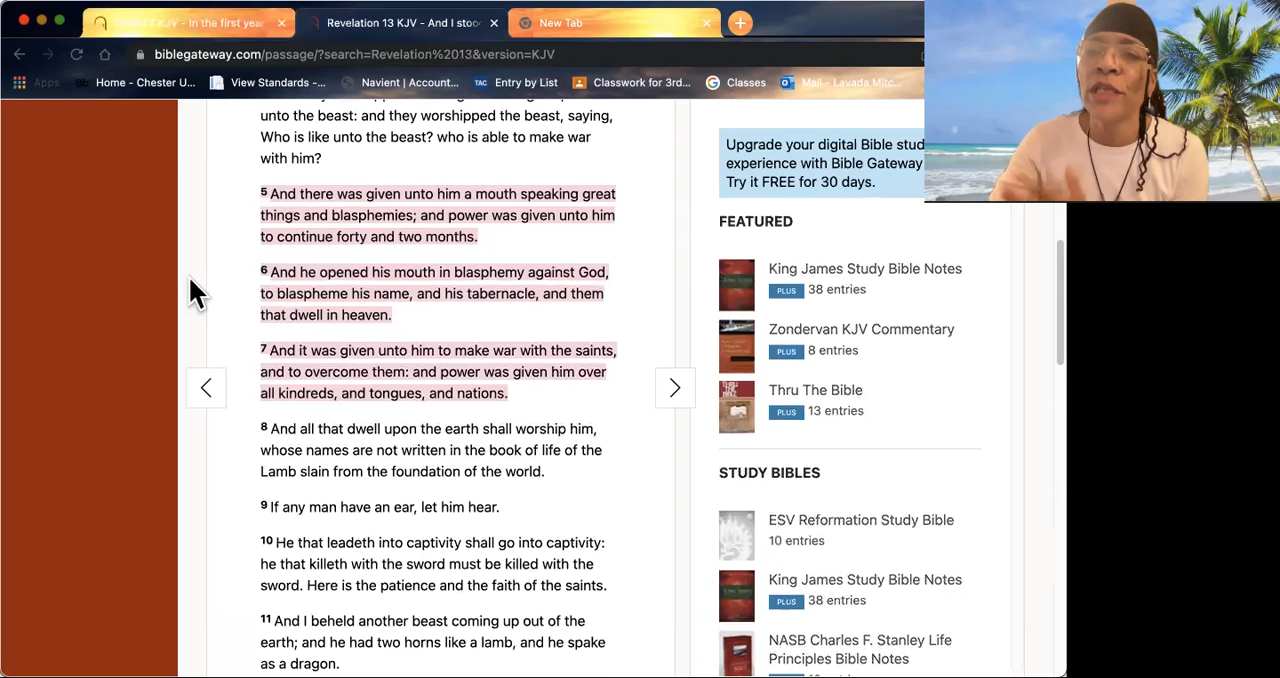 Daniel 7 KJV - In the first year
Revelation 13 KJV - And I stoo
New Tab
biblegateway.com/passage/?search=Revelation%2013&version=KJV
Apps
Home - Chester U...
View Standards -...
Navient | Account...
TAC Entry by List
Classwork for 3rd...
Classes
Mail - Lavada Mitc...
unto the beast: and they worshipped the beast, saying,
Who is like unto the beast? who is able to make war
with him?
5 And there was given unto him a mouth speaking great
things and blasphemies; and power was given unto him
to continue forty and two months.
6 And he opened his mouth in blasphemy against God,
to blaspheme his name, and his tabernacle, and them
that dwell in heaven.
7 And it was given unto him to make war with the saints,
and to overcome them: and power was given him over
all kindreds, and tongues, and nations.
8 And all that dwell upon the earth shall worship him,
whose names are not written in the book of life of the
Lamb slain from the foundation of the world.
9 If any man have an ear, let him hear.
10 He that leadeth into captivity shall go into captivity:
he that killeth with the sword must be killed with the
sword. Here is the patience and the faith of the saints.
11 And I beheld another beast coming up out of the
earth; and he had two horns like a lamb, and he spake
as a dragon.
Upgrade your digital Bible stud
experience with Bible Gateway
Try it FREE for 30 days.
FEATURED
King James Study Bible Notes
PLUS 38 entries
Zondervan KJV Commentary
PLUS 8 entries
Thru The Bible
PLUS 13 entries
STUDY BIBLES
ESV Reformation Study Bible
10 entries
King James Study Bible Notes
PLUS 38 entries
NASB Charles F. Stanley Life
Principles Bible Notes